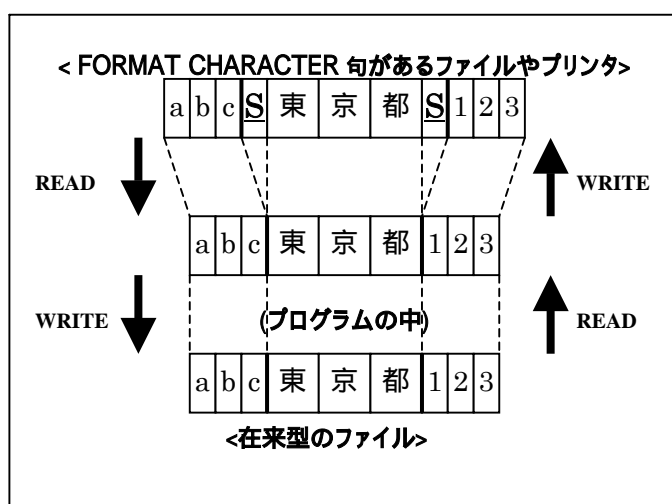 < FORMAT CHARACTER 句があるファイルやプリンタ>
a b c S 東 京 都 S 1 2 3
READ WRITE
a b c 東 京 都 1 2 3
WRITE (プログラムの中) READ
a b c 東 京 都 1 2 3
<在来型のファイル>